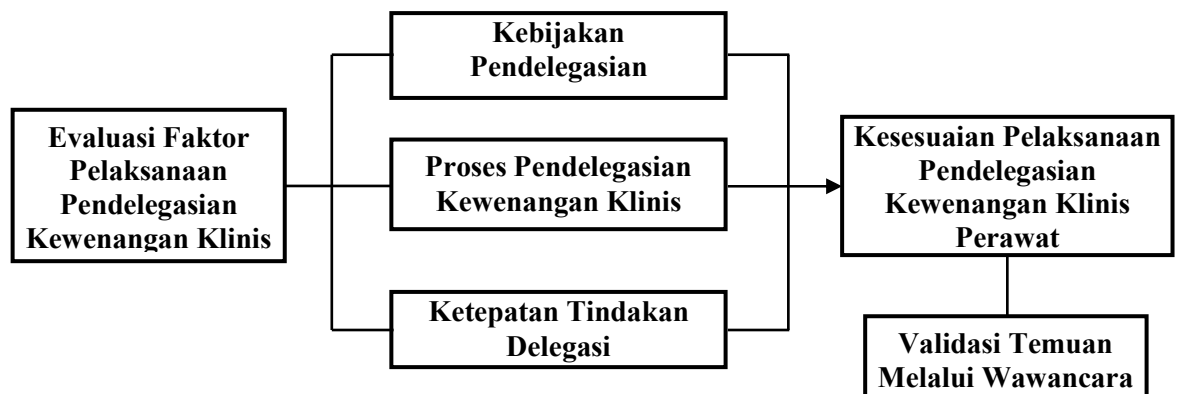 Kebijakan
Pendelegasian
Evaluasi Faktor
Pelaksanaan
Pendelegasian
Kewenangan Klinis
Proses Pendelegasian
Kewenangan Klinis
Kesesuaian Pelaksanaan
Pendelegasian
Kewenangan Klinis
Perawat
Ketepatan Tindakan
Delegasi
Validasi Temuan
Melalui Wawancara